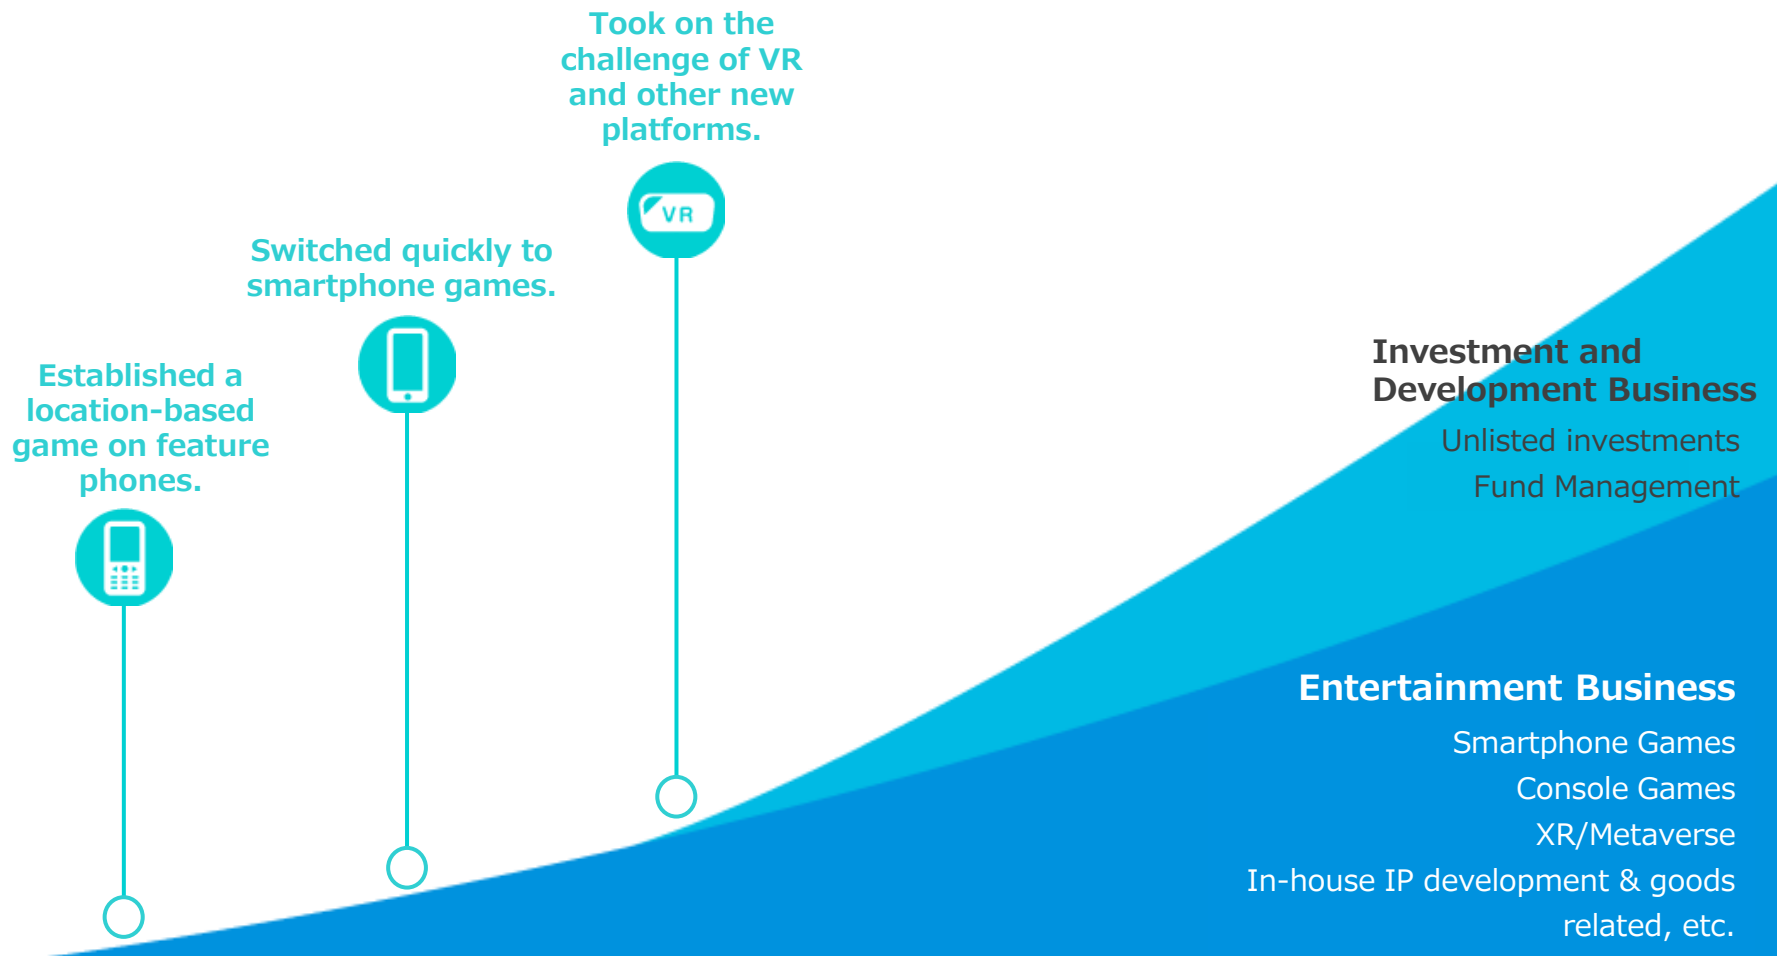 Took on the
challenge of VR
and other new
platforms.
VR
Switched quickly to
smartphone games.
Established a
location-based
game on feature
phones.
Investment and
Development Business
Unlisted investments
Fund Management
Entertainment Business
Smartphone Games
Console Games
XR/Metaverse
In-house IP development & goods
related, etc.